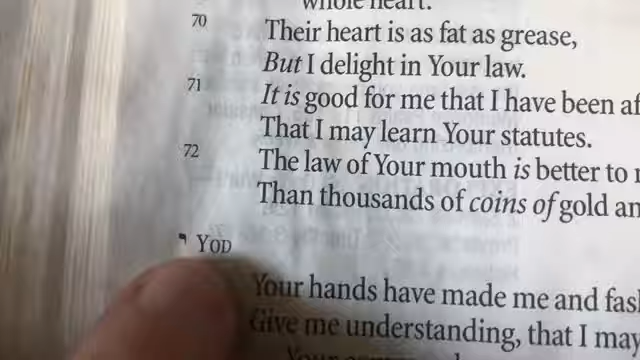 whole heart.
70 Their heart is as fat as grease,
But I delight in Your law.
71 It is good for me that I have been af
That I may learn Your statutes.
72 The law of Your mouth is better to
Than thousands of coins of gold an
י YOD
Your hands have made me and fash
Give me understanding, that I may